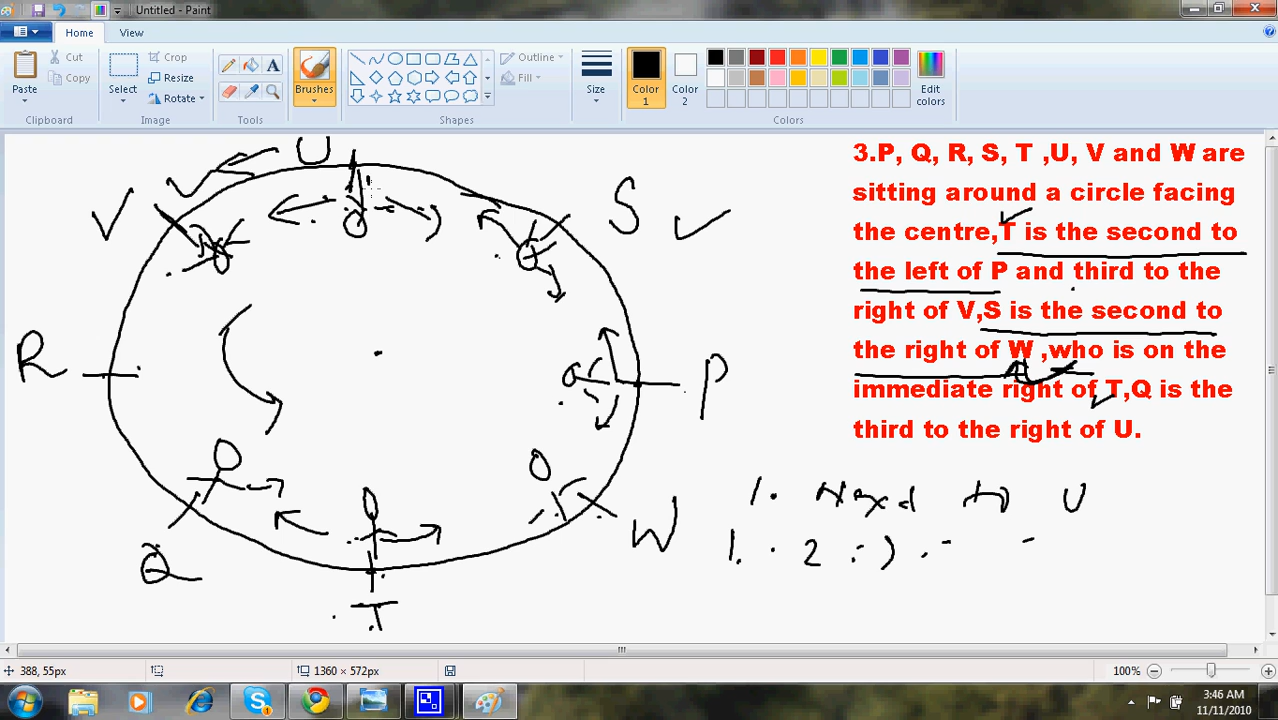 Untitled - Paint
Home
View
Paste
Cut
Copy
Clipboard
Select
Crop
Resize
Rotate
Image
A
Tools
Brushes
Outline
Fill
Shapes
Size
Color 1
Color 2
Edit colors
Colors
U
V
S
R
P
Q
W
T
3.P, Q, R, S, T ,U, V and W are
sitting around a circle facing
the centre,T is the second to
the left of P and third to the
right of V,S is the second to
the right of W ,who is on the
immediate right of T,Q is the
third to the right of U.
1. Next to U
1. 2
388, 55px
1360 × 572px
100%
3:46 AM
11/11/2010